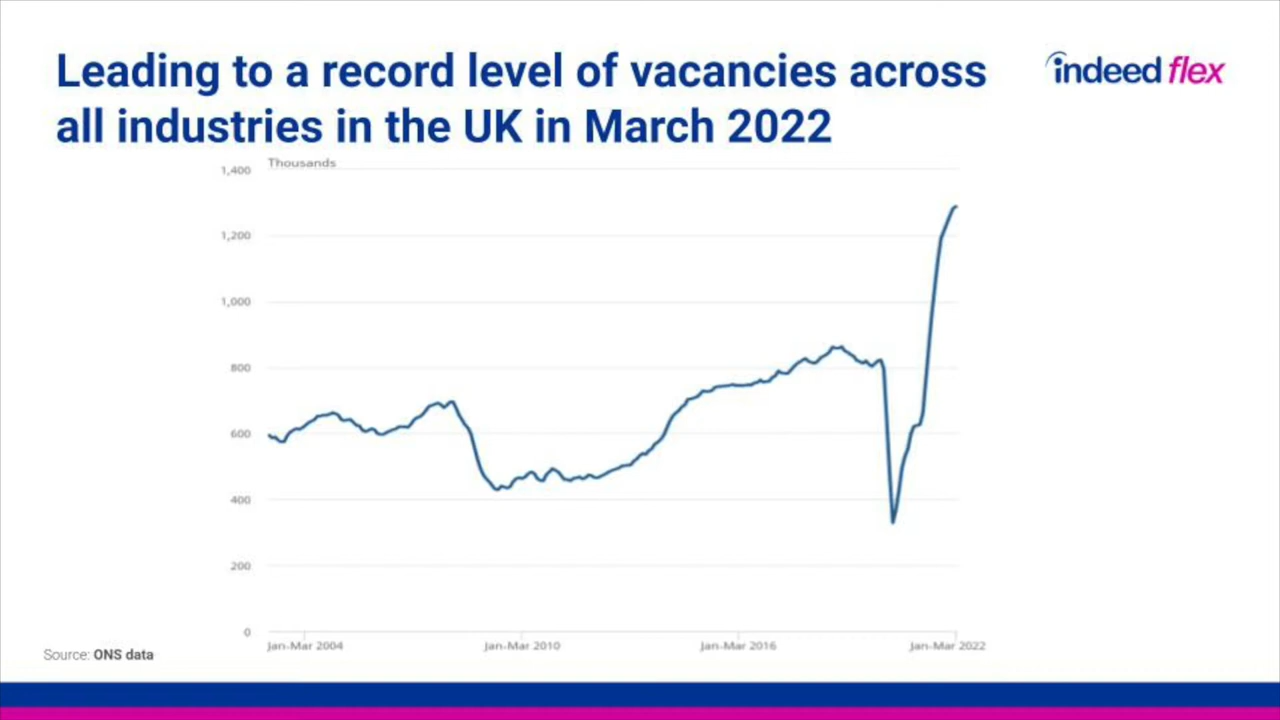 Leading to a record level of vacancies across
all industries in the UK in March 2022
indeed flex
Thousands
1,400
1,200
1,000
800
600
400
200
0
Jan-Mar 2004
Jan-Mar 2010
Jan-Mar 2016
Jan-Mar 2022
Source: ONS data